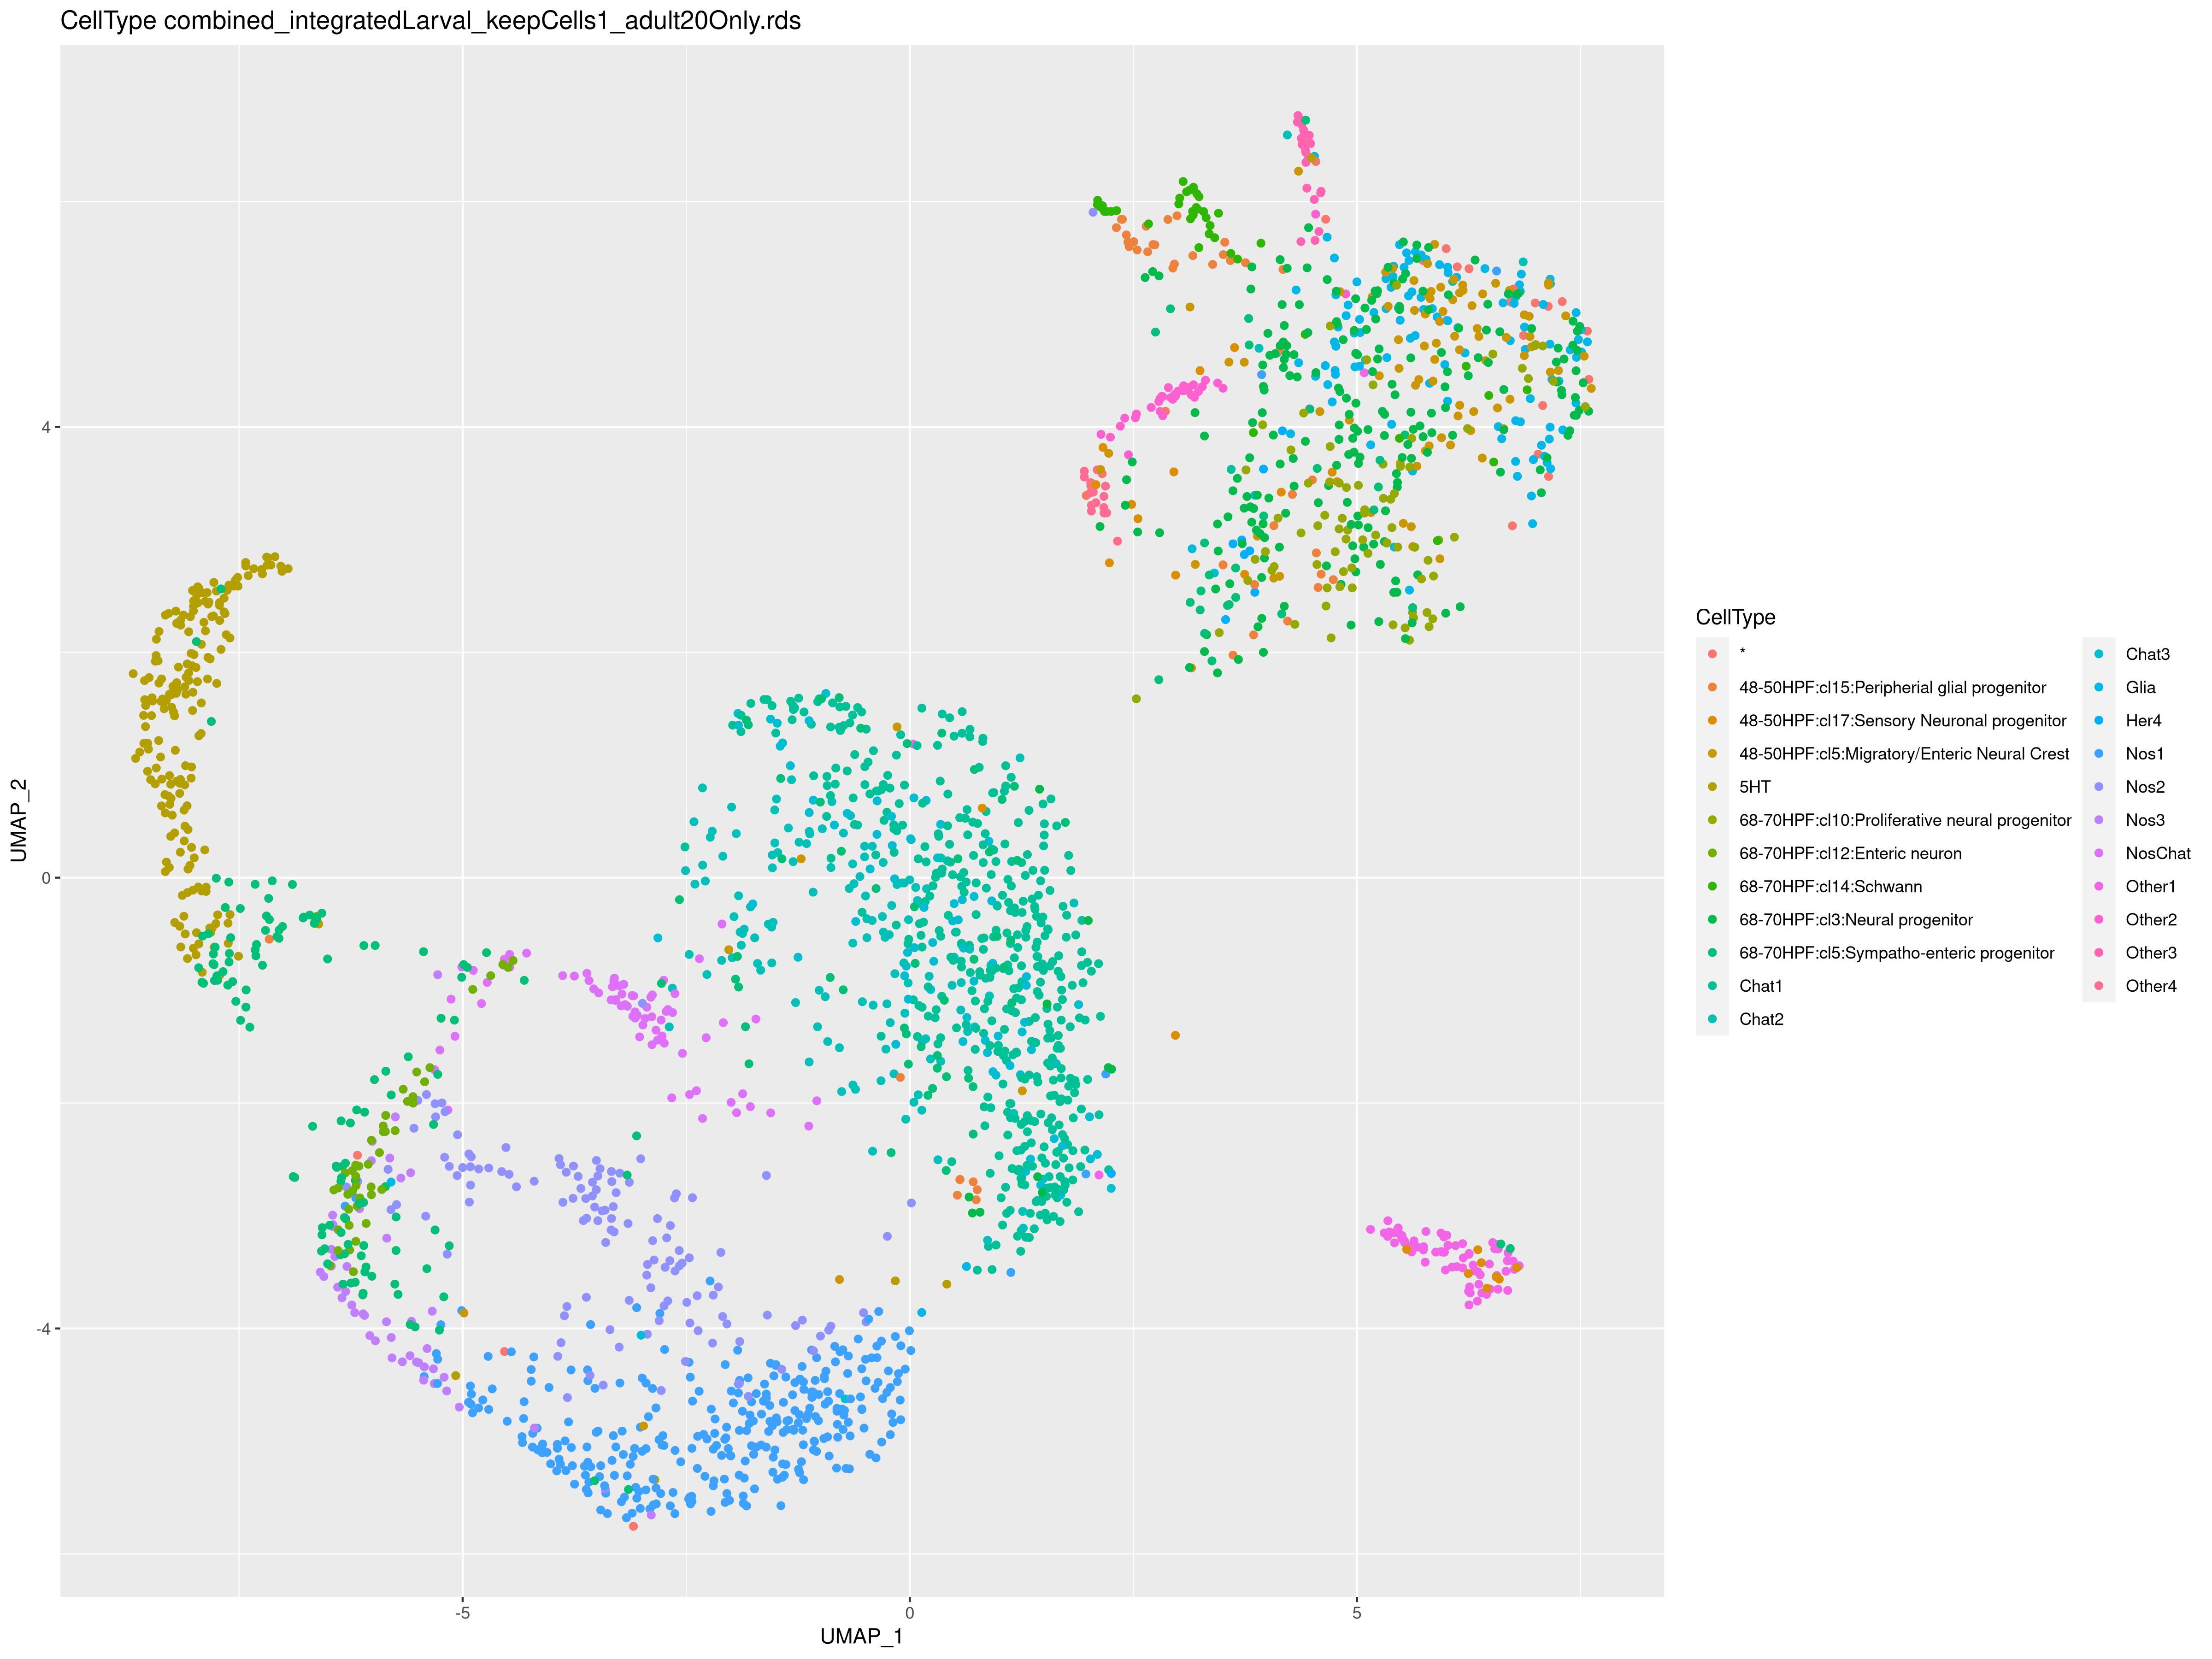 CellType combined_integratedLarval_keepCells1_adult20Only.rds
UMAP_2
4
0
-4
-5
0
5
UMAP_1
CellType
*
48-50HPF:cl15:Peripherial glial progenitor
48-50HPF:cl17:Sensory Neuronal progenitor
48-50HPF:cl5:Migratory/Enteric Neural Crest
5HT
68-70HPF:cl10:Proliferative neural progenitor
68-70HPF:cl12:Enteric neuron
68-70HPF:cl14:Schwann
68-70HPF:cl3:Neural progenitor
68-70HPF:cl5:Sympatho-enteric progenitor
Chat1
Chat2
Chat3
Glia
Her4
Nos1
Nos2
Nos3
NosChat
Other1
Other2
Other3
Other4